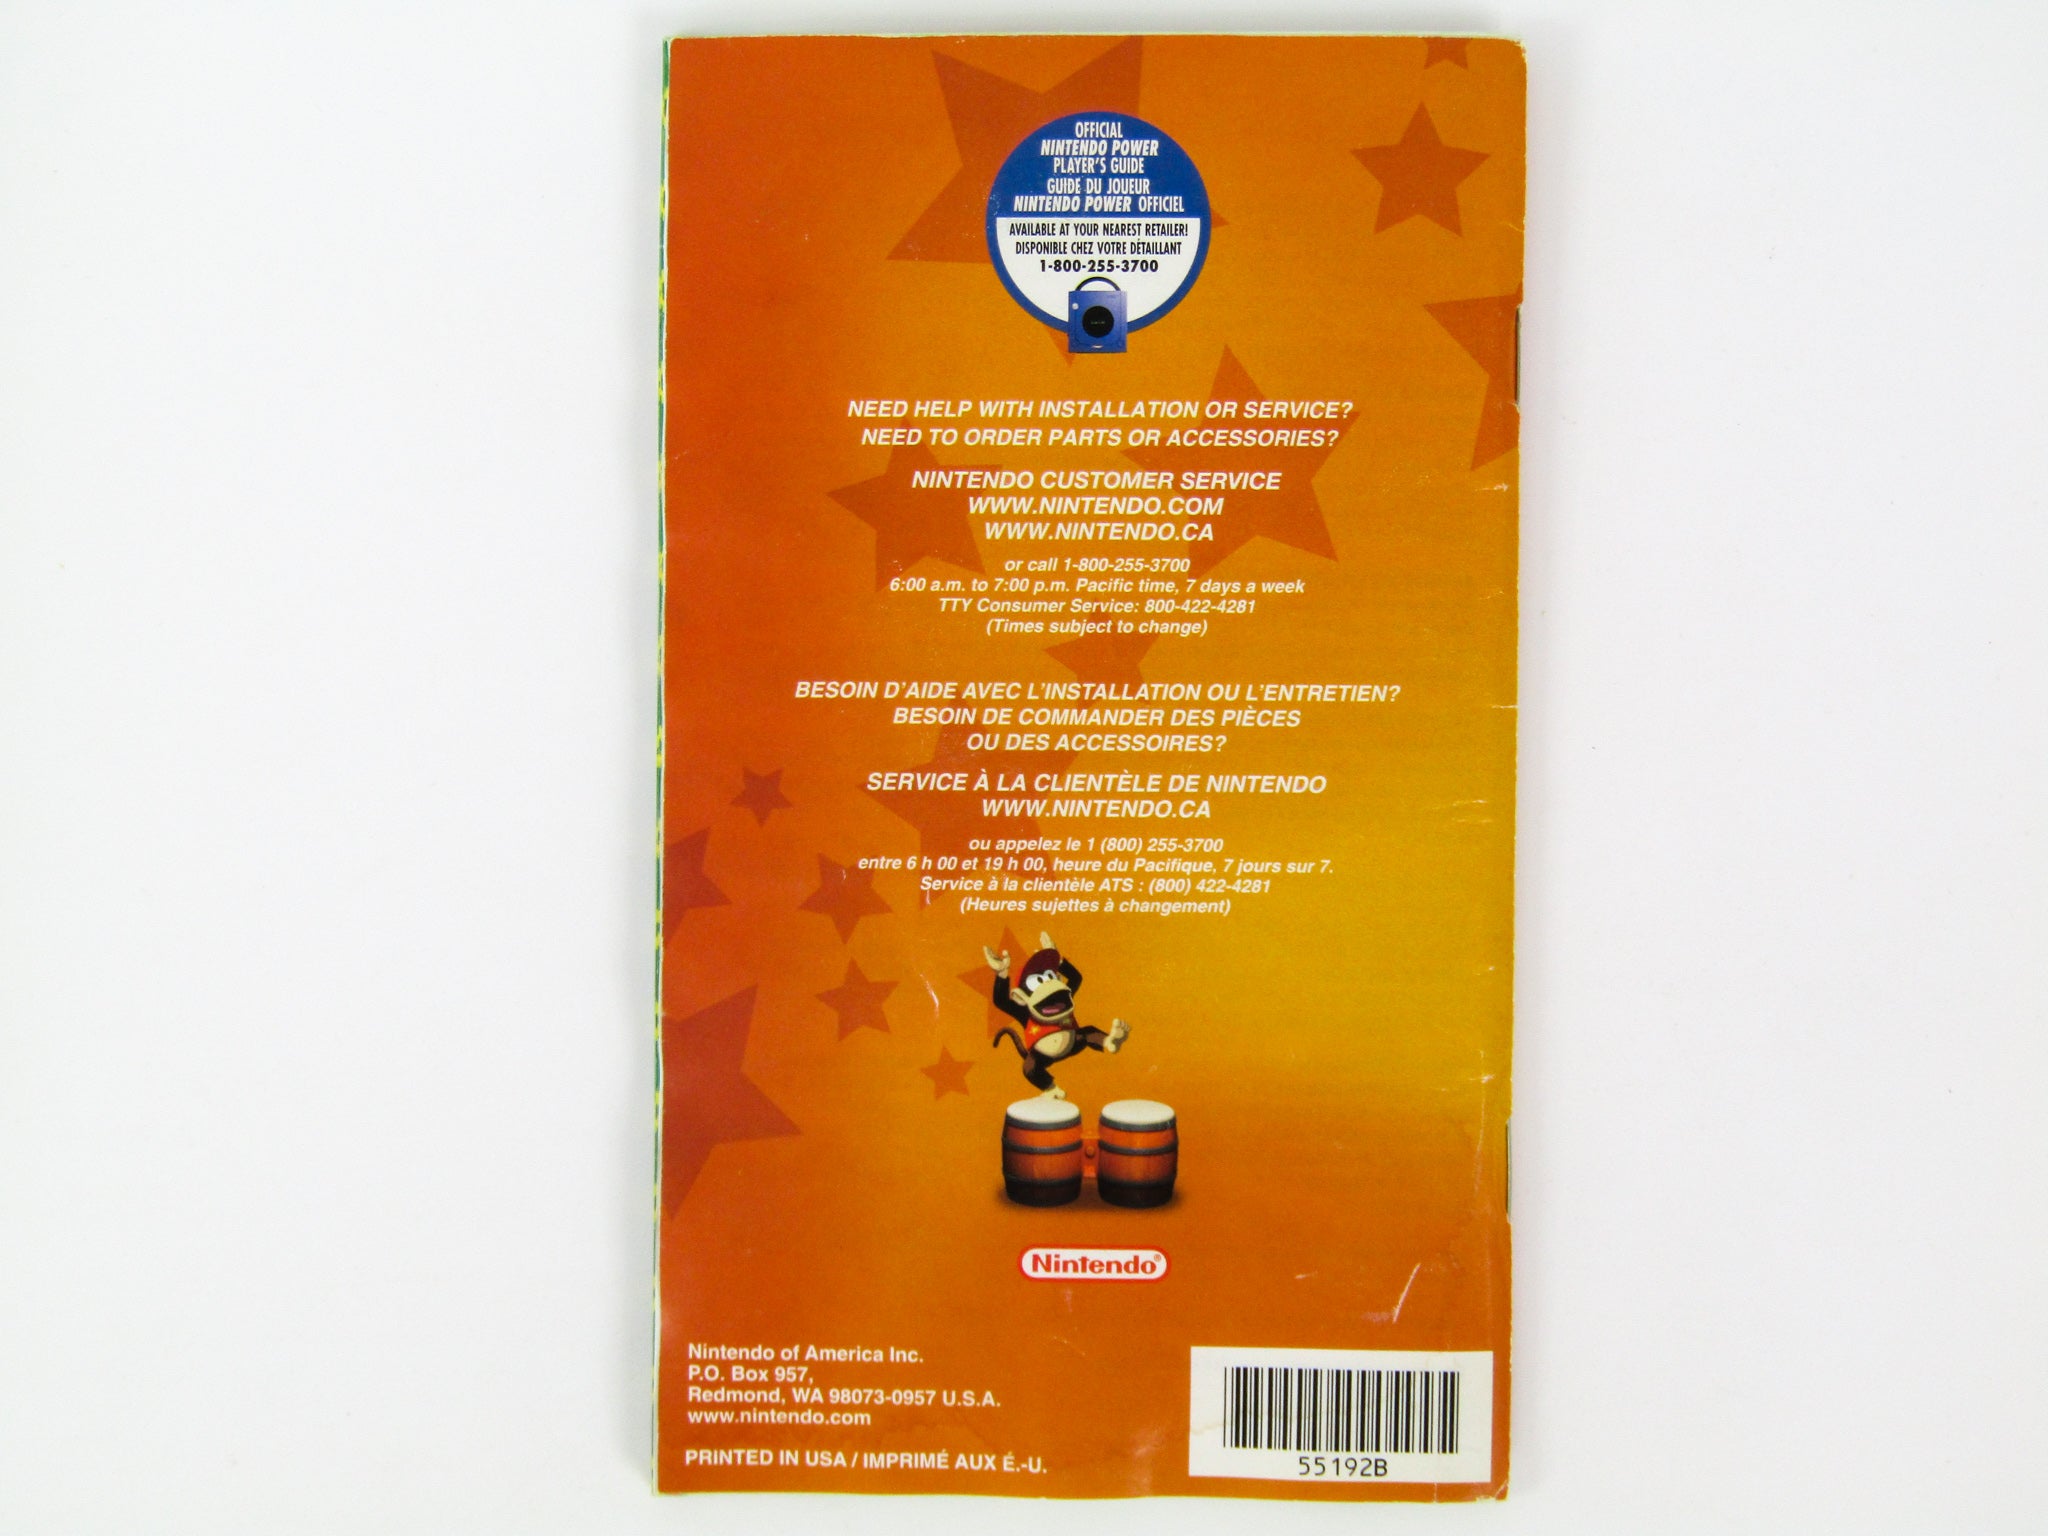 OFFICIAL
NINTENDO POWER
PLAYER'S GUIDE
GUIDE DU JOUEUR
NINTENDO POWER OFFICIEL
AVAILABLE AT YOUR NEAREST RETAILER!
DISPONIBLE CHEZ VOTRE DÉTAILLANT
1-800-255-3700
NEED HELP WITH INSTALLATION OR SERVICE?
NEED TO ORDER PARTS OR ACCESSORIES?
NINTENDO CUSTOMER SERVICE
WWW.NINTENDO.COM
WWW.NINTENDO.CA
or call 1-800-255-3700
6:00 a.m. to 7:00 p.m. Pacific time, 7 days a week
TTY Consumer Service: 800-422-4281
(Times subject to change)
BESOIN D'AIDE AVEC L'INSTALLATION OU L'ENTRETIEN?
BESOIN DE COMMANDER DES PIÈCES
OU DES ACCESSOIRES?
SERVICE À LA CLIENTÈLE DE NINTENDO
WWW.NINTENDO.CA
ou appelez le 1 (800) 255-3700
entre 6 h 00 et 19 h 00, heure du Pacifique, 7 jours sur 7.
Service à la clientèle ATS : (800) 422-4281
(Heures sujettes à changement)
Nintendo®
Nintendo of America Inc.
P.O. Box 957,
Redmond, WA 98073-0957 U.S.A.
www.nintendo.com
PRINTED IN USA / IMPRIMÉ AUX É.-U.
55192B